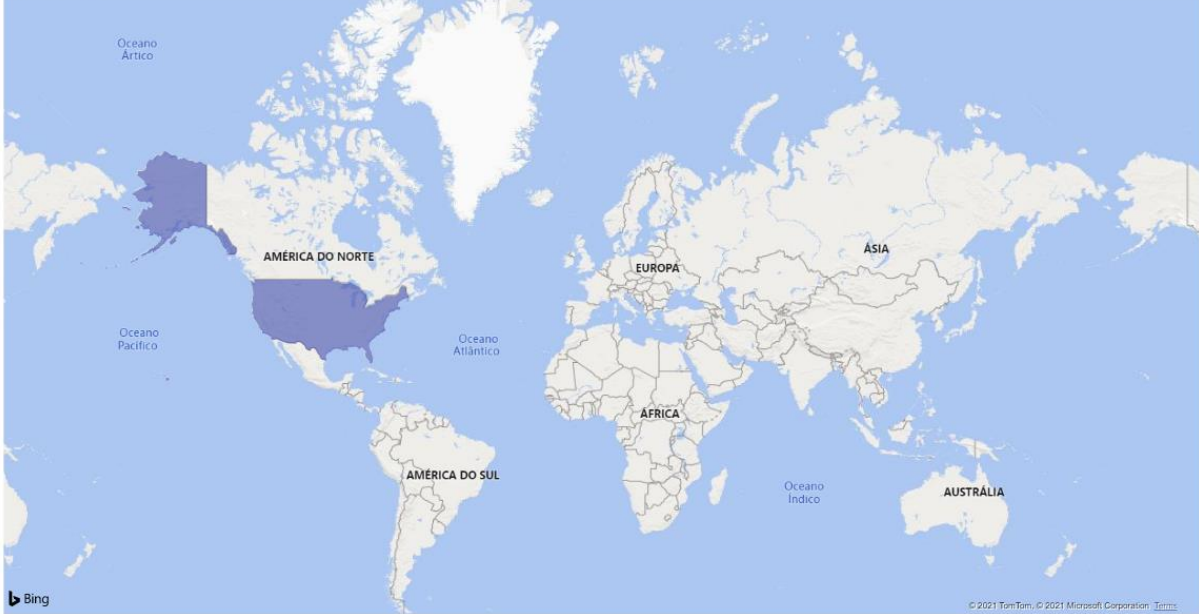 Oceano
Ártico
AMÉRICA DO NORTE
ÁSIA
EUROPA
Oceano
Pacífico
Oceano
Atlântico
ÁFRICA
AMÉRICA DO SUL
Oceano
Índico
AUSTRÁLIA
Bing
© 2021 TomTom, © 2021 Microsoft Corporation Terms